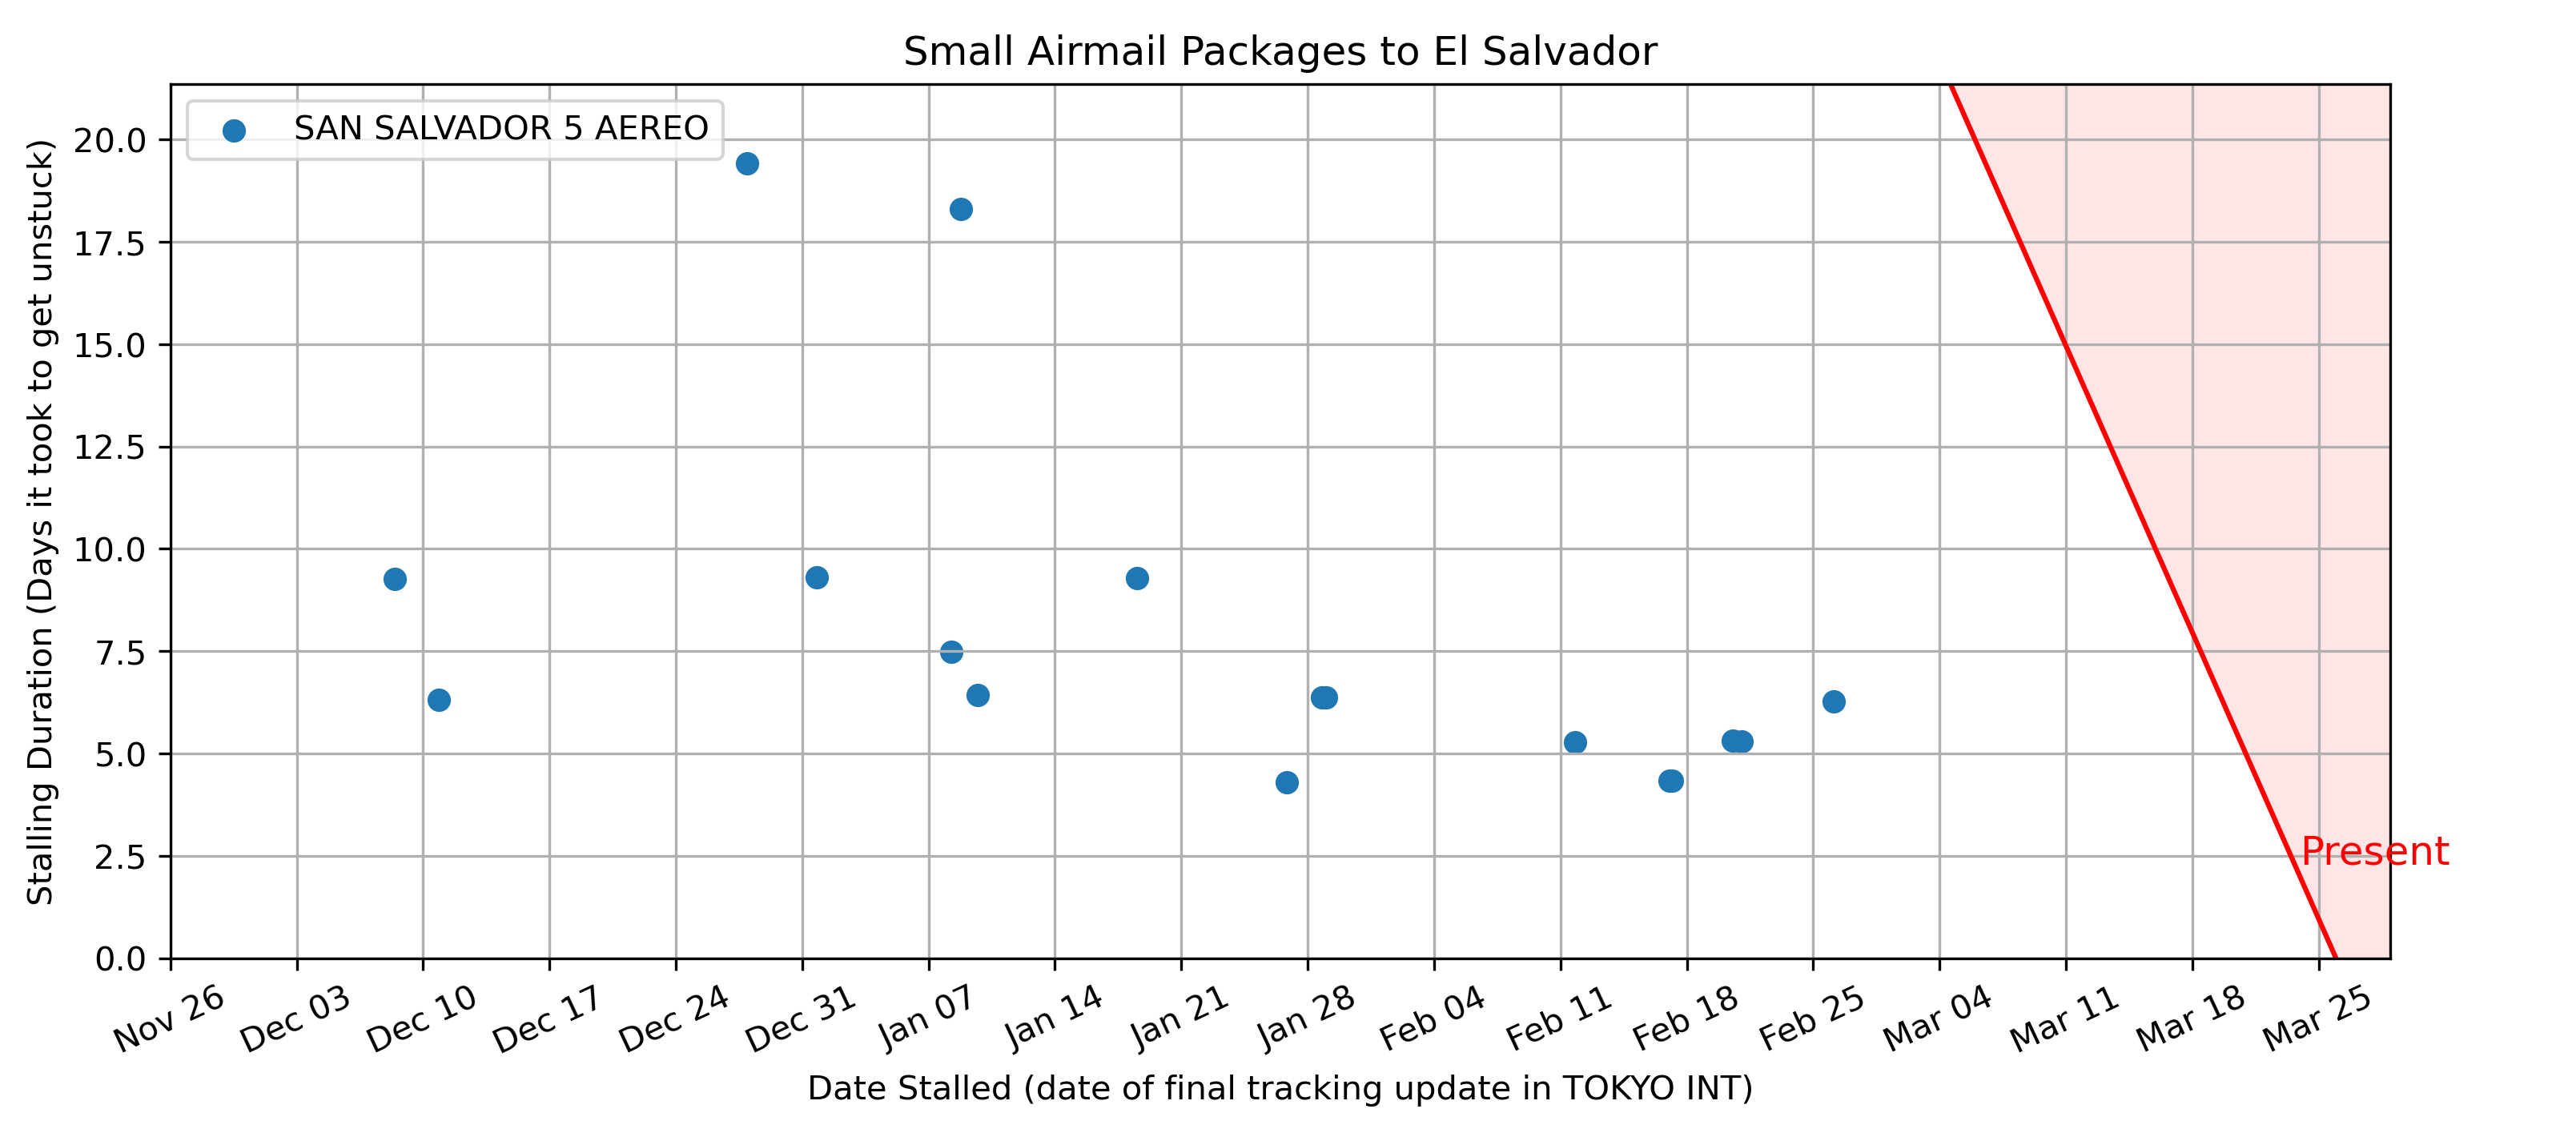 Small Airmail Packages to El Salvador
SAN SALVADOR 5 AEREO
Stalling Duration (Days it took to get unstuck)
20.0
17.5
15.0
12.5
10.0
7.5
5.0
2.5
0.0
Present
Nov 26
Dec 03
Dec 10
Dec 17
Dec 24
Dec 31
Jan 07
Jan 14
Jan 21
Jan 28
Feb 04
Feb 11
Feb 18
Feb 25
Mar 04
Mar 11
Mar 18
Mar 25
Date Stalled (date of final tracking update in TOKYO INT)